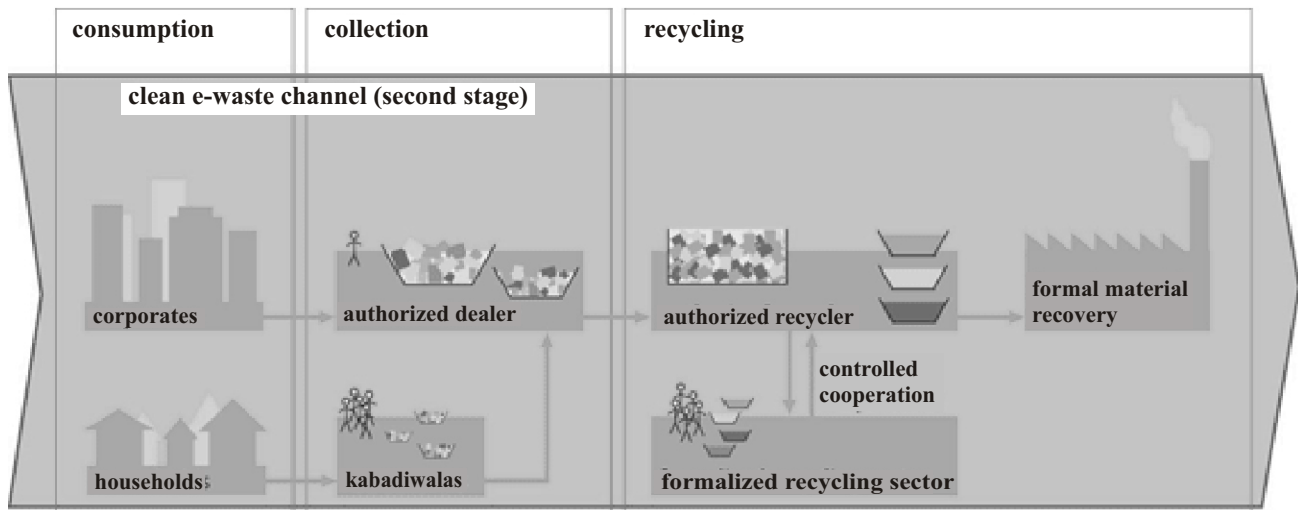 consumption
collection
recycling
clean e-waste channel (second stage)
corporates
authorized dealer
authorized recycler
formal material
recovery
controlled
cooperation
households
kabadiwalas
formalized recycling sector